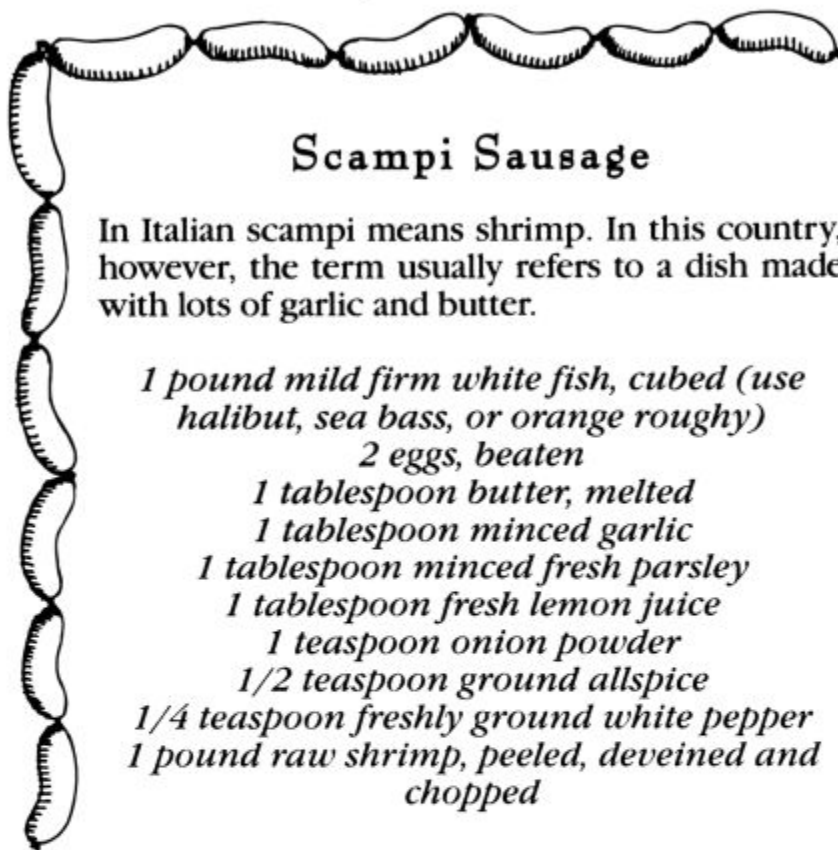 Scampi Sausage
In Italian scampi means shrimp. In this country,
however, the term usually refers to a dish made
with lots of garlic and butter.
1 pound mild firm white fish, cubed (use
halibut, sea bass, or orange roughy)
2 eggs, beaten
1 tablespoon butter, melted
1 tablespoon minced garlic
1 tablespoon minced fresh parsley
1 tablespoon fresh lemon juice
1 teaspoon onion powder
1/2 teaspoon ground allspice
1/4 teaspoon freshly ground white pepper
1 pound raw shrimp, peeled, deveined and
chopped